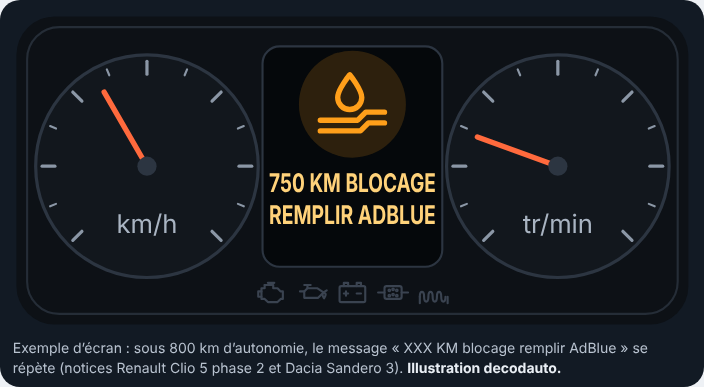 750 KM BLOCAGE
REMPLIR ADBLUE
km/h
tr/min
Exemple d’écran : sous 800 km d’autonomie, le message « XXX KM blocage remplir AdBlue » se
répète (notices Renault Clio 5 phase 2 et Dacia Sandero 3). Illustration decodauto.